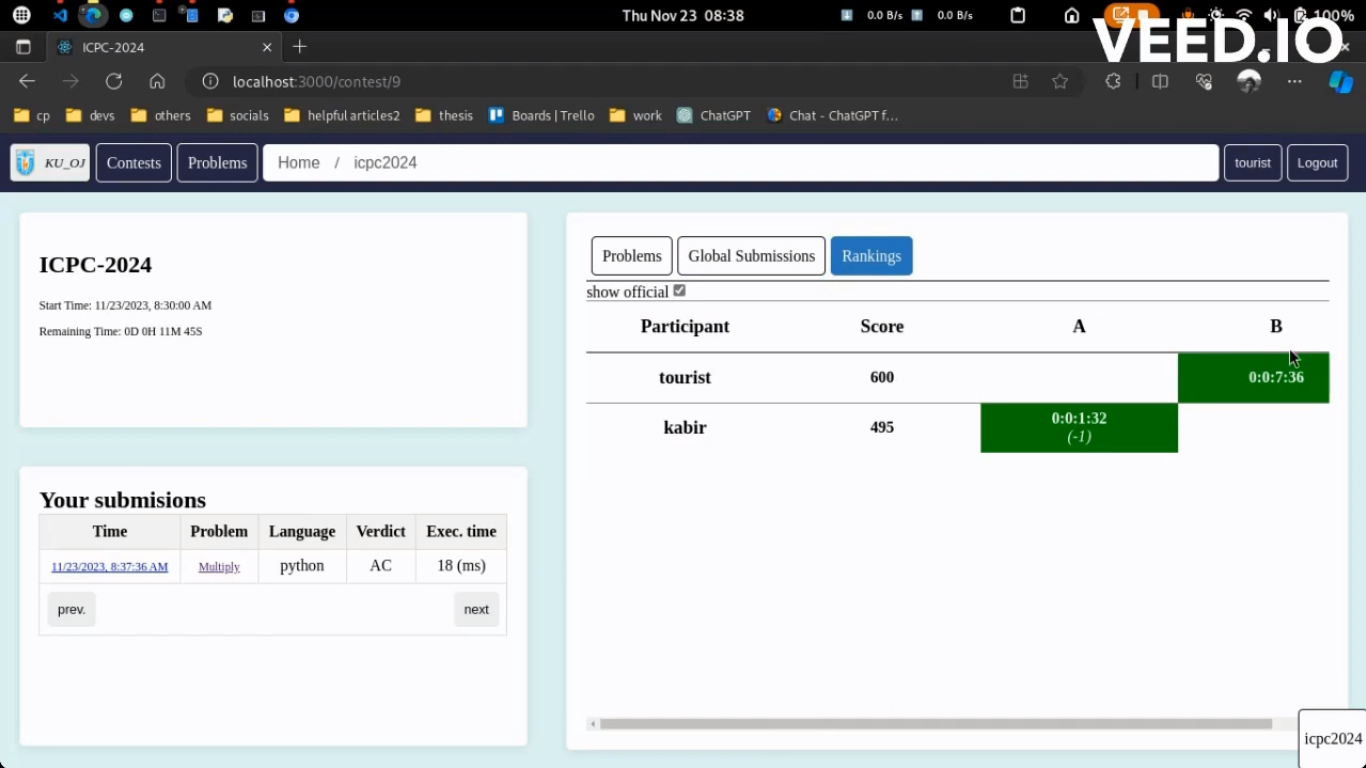 Thu Nov 23 08:38
0.0 B/s
0.0 B/s
100%
VEED.IO
ICPC-2024
localhost:3000/contest/9
cp
devs
others
socials
helpful articles2
thesis
Boards | Trello
work
ChatGPT
Chat - ChatGPT f...
KU_OJ
Contests
Problems
Home / icpc2024
tourist
Logout
ICPC-2024
Start Time: 11/23/2023, 8:30:00 AM
Remaining Time: 0D 0H 11M 45S
Your submisions
Time Problem Language Verdict Exec. time
11/23/2023, 8:37:36 AM Multiply python AC 18 (ms)
prev. next
Problems
Global Submissions
Rankings
show official
Participant Score A B
tourist 600 0:0:7:36
kabir 495 0:0:1:32
(-1)
icpc2024